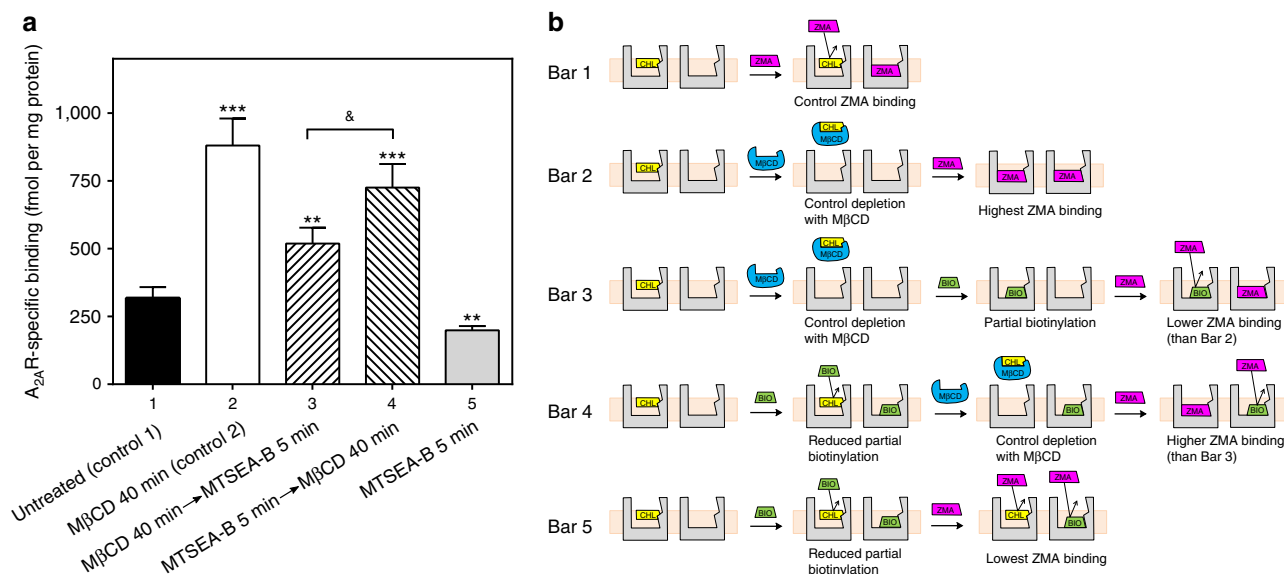 a
A2AR-specific binding (fmol per mg protein)
1,000
750
500
250
0
***
**
&
***
**
1
2
3
4
5
Untreated (control 1)
MβCD 40 min (control 2)
MβCD 40 min→MTSEA-B 5 min
MTSEA-B 5 min→MβCD 40 min
MTSEA-B 5 min
b
Bar 1
CHL
ZMA
ZMA
CHL
ZMA
Control ZMA binding
Bar 2
CHL
MβCD
CHL
MβCD
Control depletion
with MβCD
ZMA
ZMA
ZMA
Highest ZMA binding
Bar 3
CHL
MβCD
CHL
MβCD
Control depletion
with MβCD
BIO
BIO
Partial biotinylation
ZMA
ZMA
BIO
ZMA
Lower ZMA binding
(than Bar 2)
Bar 4
CHL
BIO
BIO
CHL
BIO
Reduced partial
biotinylation
MβCD
CHL
MβCD
BIO
Control depletion
with MβCD
ZMA
ZMA
ZMA
BIO
Higher ZMA binding
(than Bar 3)
Bar 5
CHL
BIO
BIO
CHL
BIO
Reduced partial
biotinylation
ZMA
ZMA
CHL
ZMA
BIO
Lowest ZMA binding